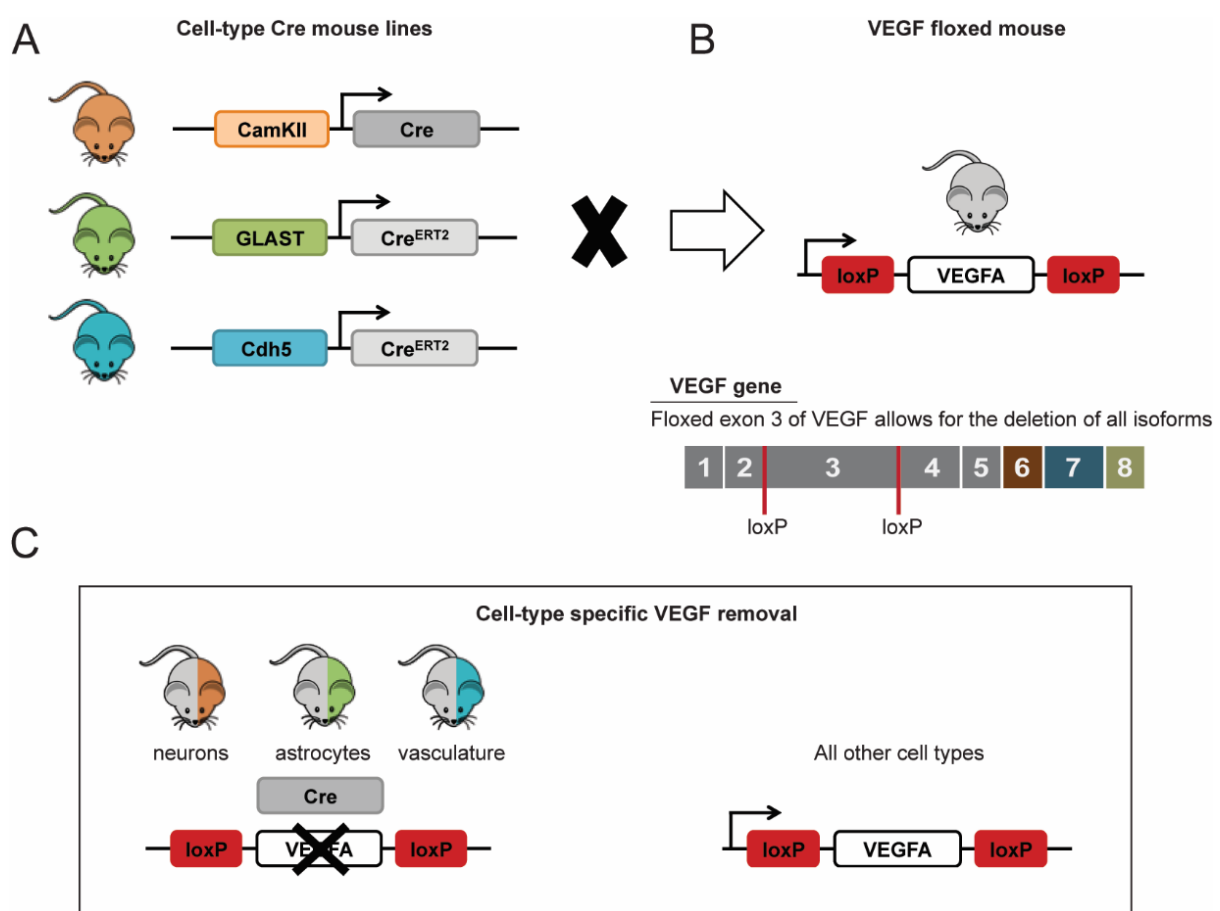 A
Cell-type Cre mouse lines
CamKII
Cre
GLAST
CreERT2
Cdh5
CreERT2
B
VEGF floxed mouse
loxP
VEGFA
loxP
VEGF gene
Floxed exon 3 of VEGF allows for the deletion of all isoforms
1 2 3 4 5 6 7 8
loxP
loxP
C
Cell-type specific VEGF removal
neurons
astrocytes
vasculature
Cre
loxP
VEGFA
loxP
All other cell types
loxP
VEGFA
loxP